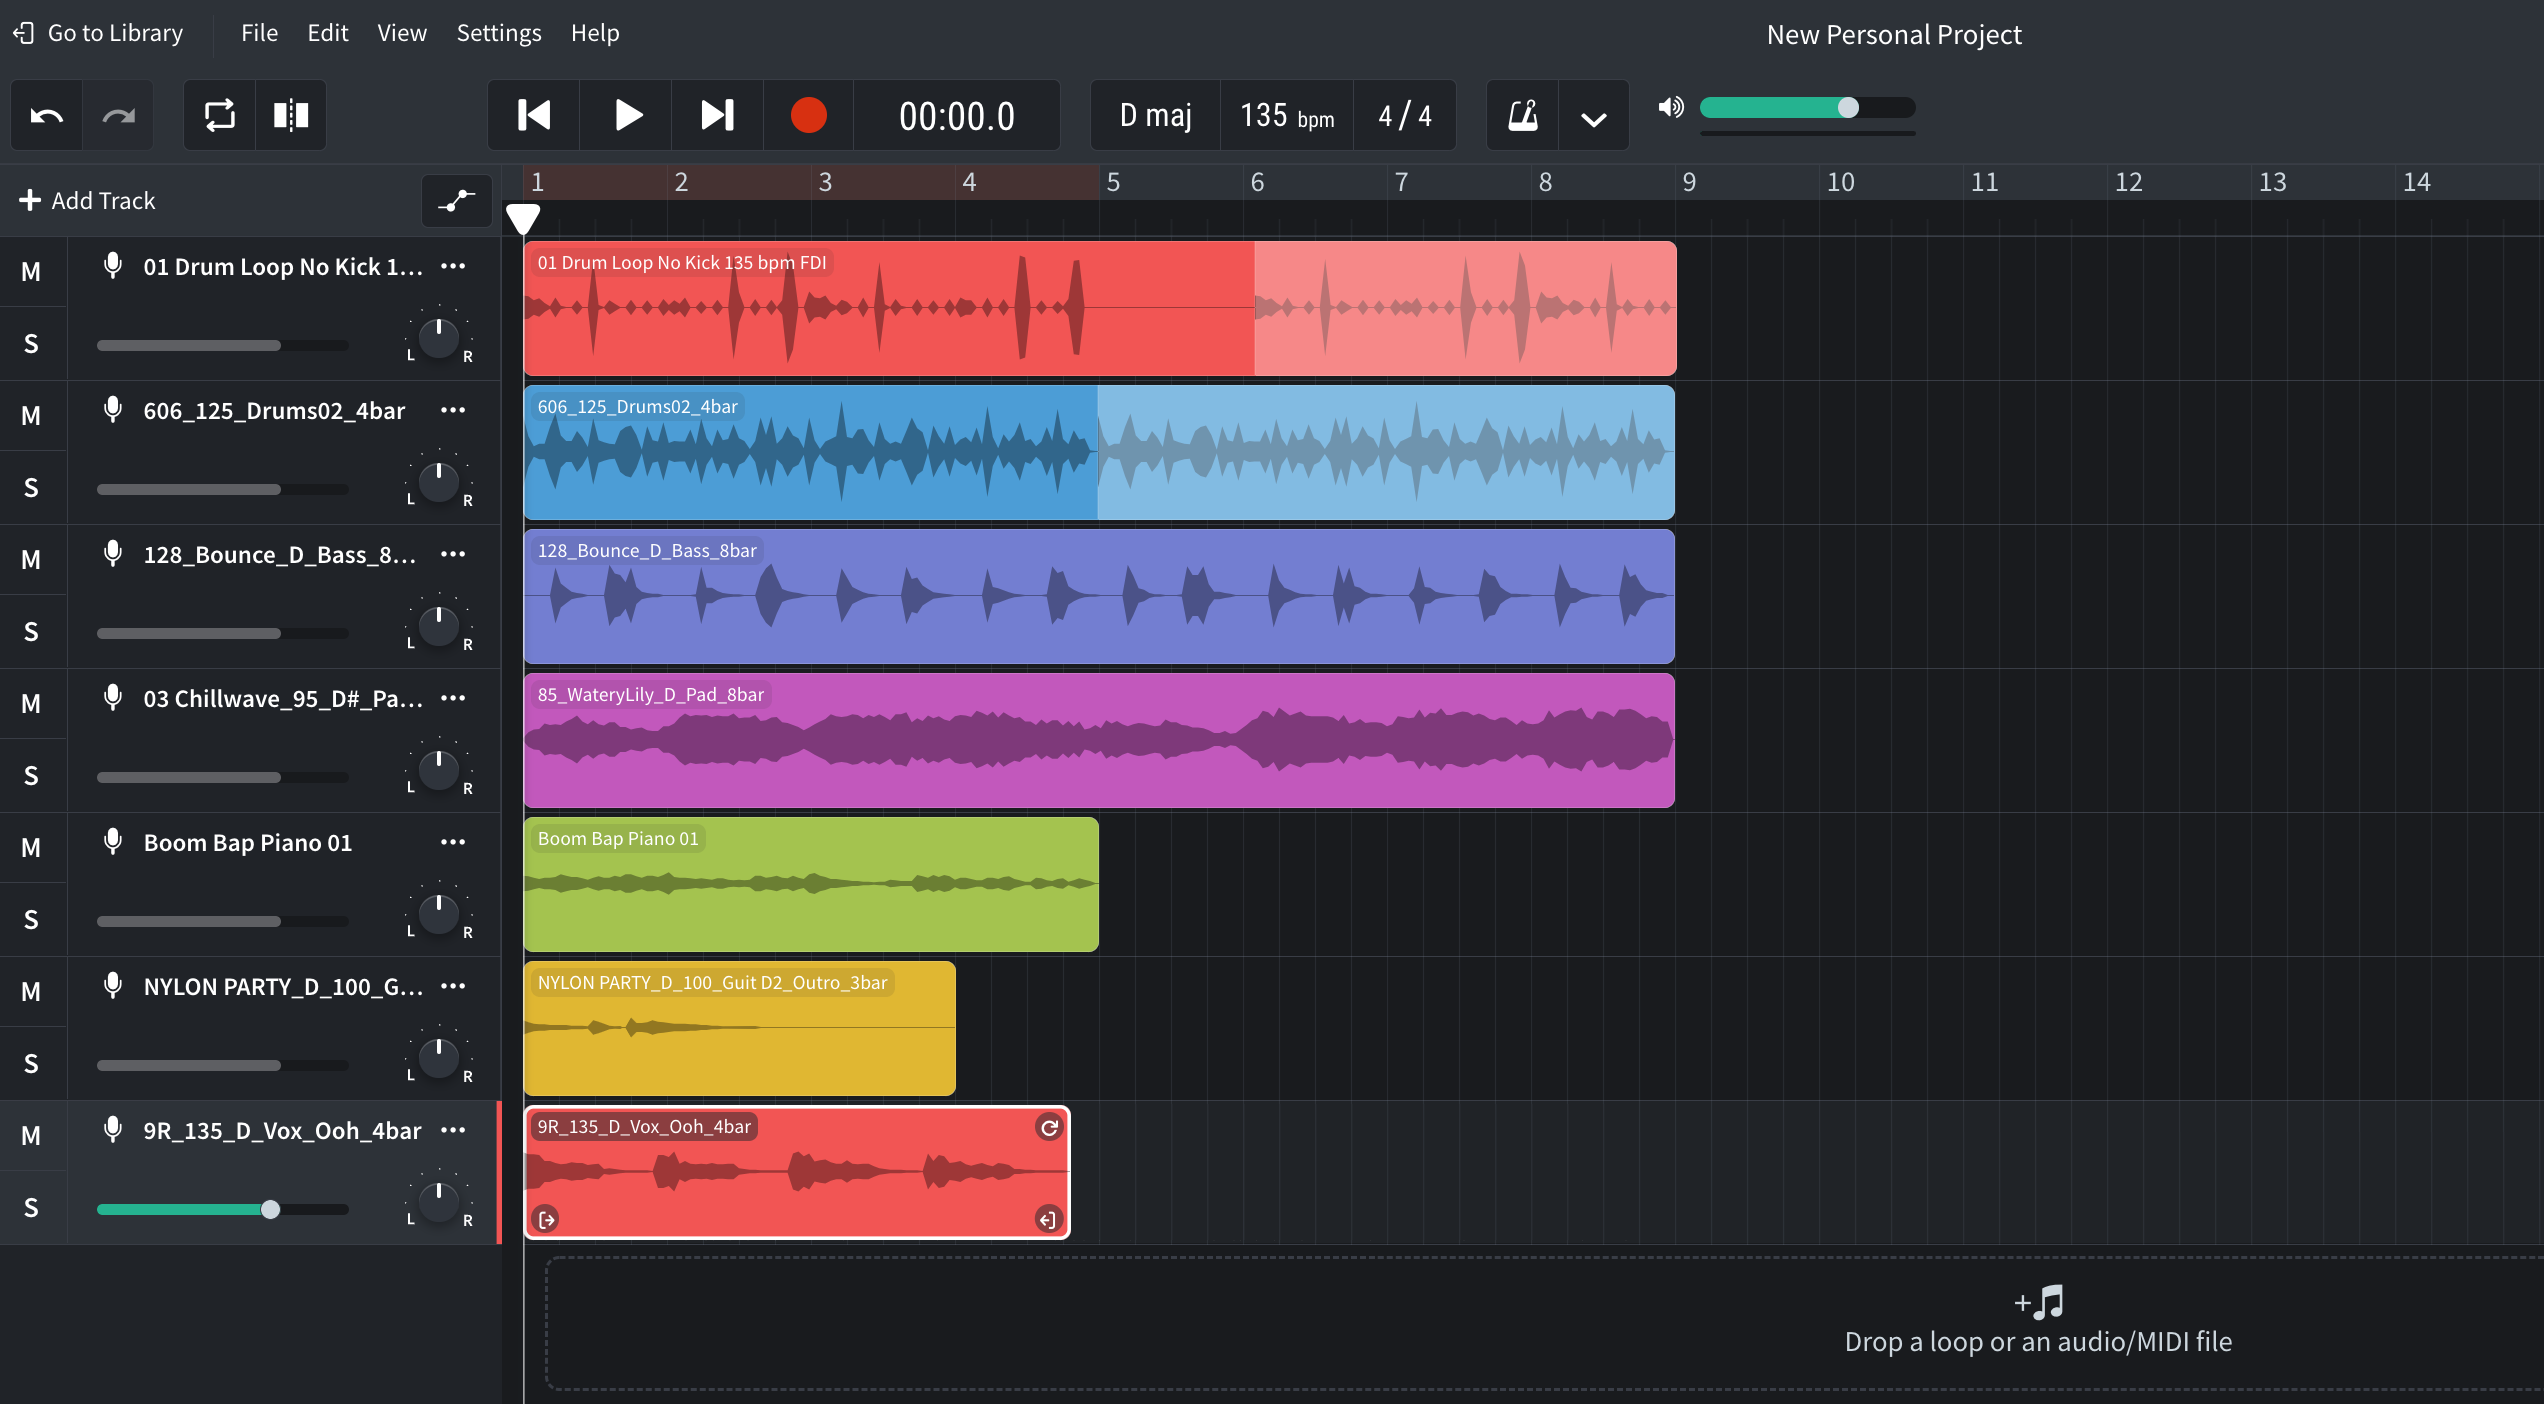 Go to Library File Edit View Settings Help
New Personal Project
00:00.0 D maj 135 bpm 4 / 4
Add Track
1 2 3 4 5 6 7 8 9 10 11 12 13 14
M
01 Drum Loop No Kick 1...
S
L R
01 Drum Loop No Kick 135 bpm FDI
M
606_125_Drums02_4bar
S
L R
606_125_Drums02_4bar
M
128_Bounce_D_Bass_8...
S
L R
128_Bounce_D_Bass_8bar
M
03 Chillwave_95_D#_Pa...
S
L R
85_WateryLily_D_Pad_8bar
M
Boom Bap Piano 01
S
L R
Boom Bap Piano 01
M
NYLON PARTY_D_100_G...
S
L R
NYLON PARTY_D_100_Guit D2_Outro_3bar
M
9R_135_D_Vox_Ooh_4bar
S
L R
9R_135_D_Vox_Ooh_4bar
Drop a loop or an audio/MIDI file